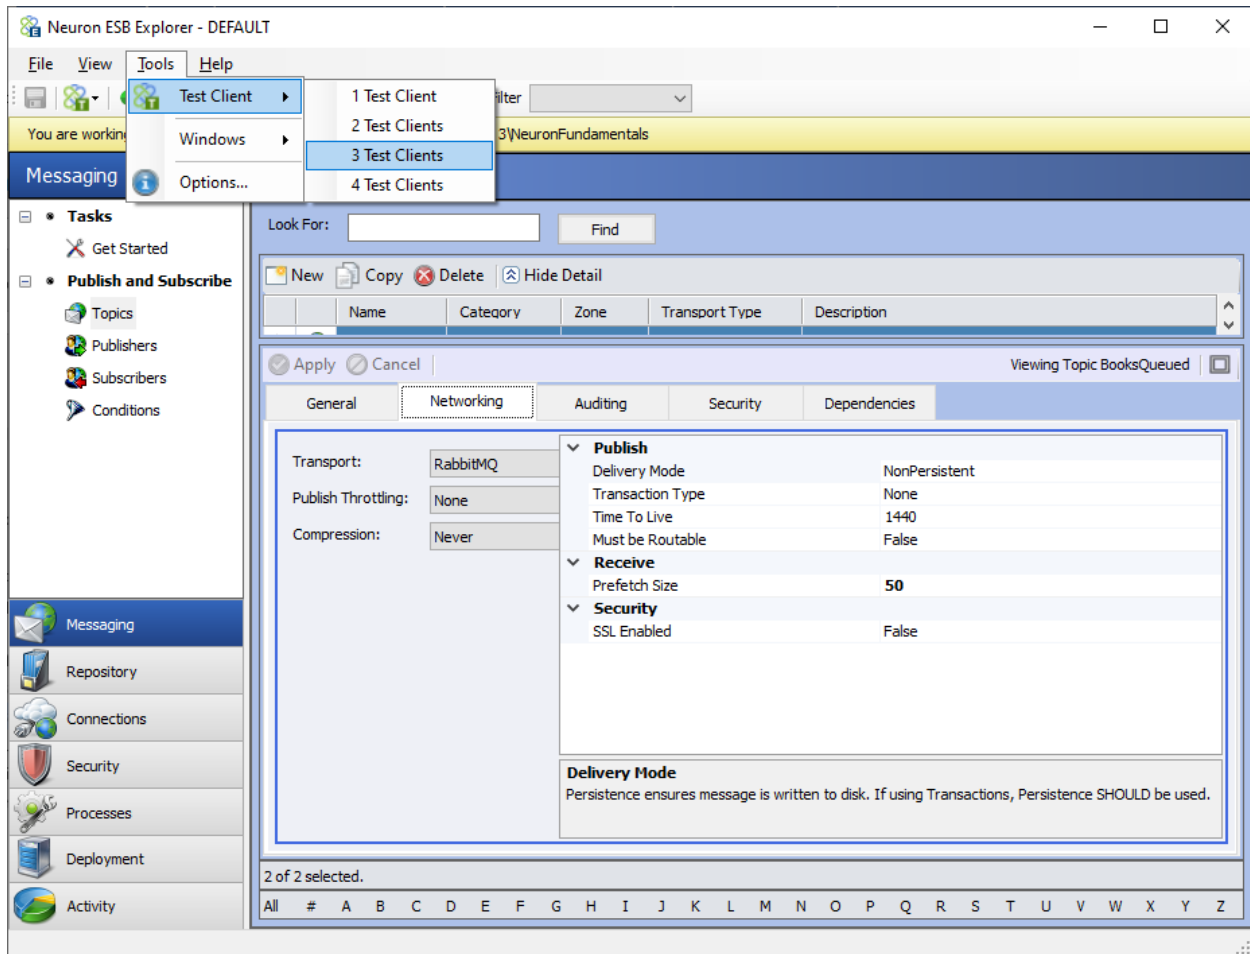 Neuron ESB Explorer - DEFAULT
File View Tools Help
Test Client
1 Test Client
2 Test Clients
3 Test Clients
4 Test Clients
Windows
Options...
You are working
3\NeuronFundamentals
Messaging
Tasks
Get Started
Publish and Subscribe
Topics
Publishers
Subscribers
Conditions
Messaging
Repository
Connections
Security
Processes
Deployment
Activity
Look For: Find
New Copy Delete Hide Detail
Name Category Zone Transport Type Description
Apply Cancel Viewing Topic BooksQueued
General Networking Auditing Security Dependencies
Transport: RabbitMQ
Publish Throttling: None
Compression: Never
Publish
Delivery Mode NonPersistent
Transaction Type None
Time To Live 1440
Must be Routable False
Receive
Prefetch Size 50
Security
SSL Enabled False
Delivery Mode
Persistence ensures message is written to disk. If using Transactions, Persistence SHOULD be used.
2 of 2 selected.
All # A B C D E F G H I J K L M N O P Q R S T U V W X Y Z